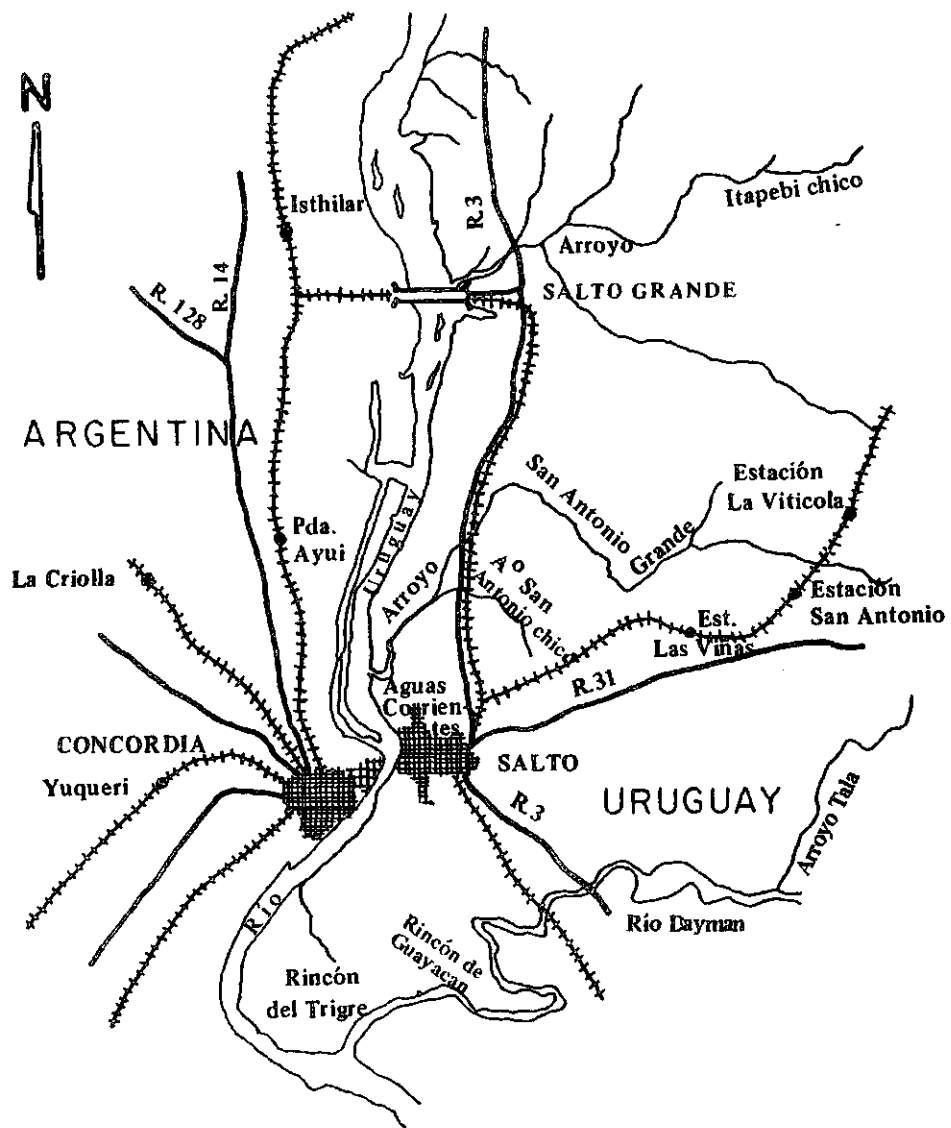 N
Isthilar
R.3
Itapebi chico
Arroyo
R. 14
R. 128
SALTO GRANDE
ARGENTINA
San Antonio
Grande
Estación
La Viticola
Uruguay
Pda.
Ayui
La Criolla
Arroyo
Aº San
Antonio chico
Estación
San Antonio
Est.
Las Viñas
R.31
Aguas
Corrien-
tes
CONCORDIA
Yuqueri
SALTO
URUGUAY
R.3
Arroyo Tala
Río
Río Dayman
Rincón de
Guayacan
Rincón
del Trigre